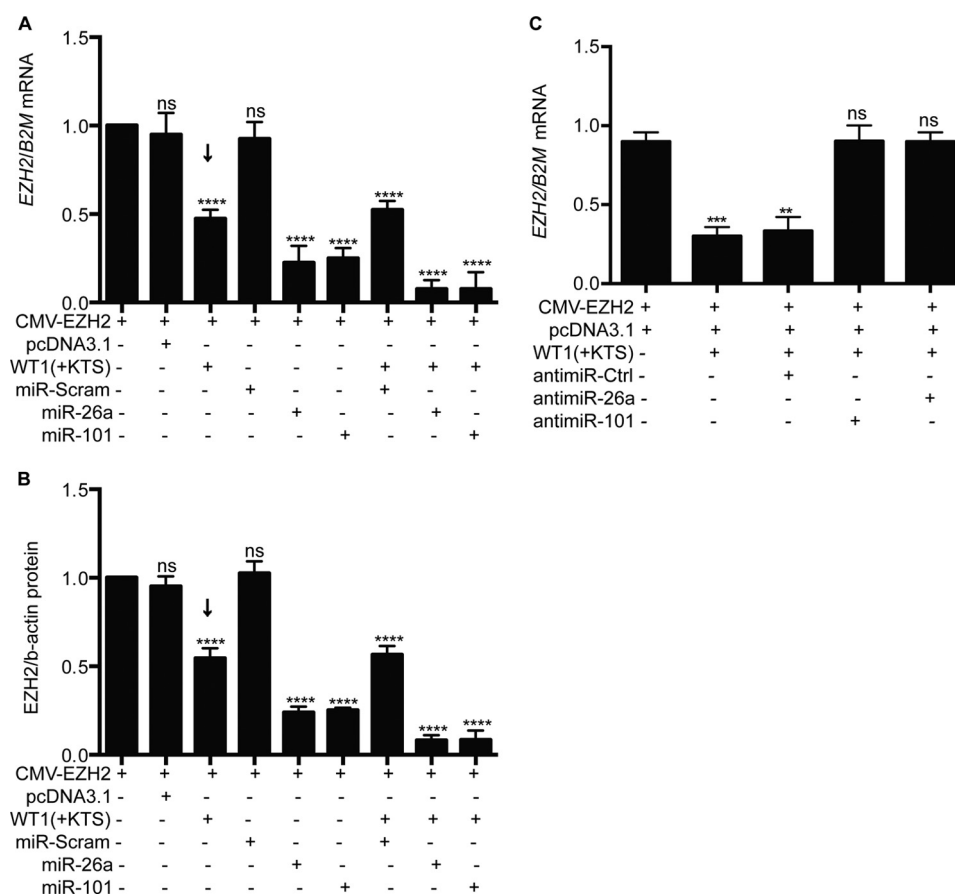 A
1.5
1.0
0.5
0.0
EZH2/B2M mRNA
ns
↓
****
ns
****
****
****
****
****
CMV-EZH2 + + + + + + + + +
pcDNA3.1 - + - - - - - - -
WT1(+KTS) - - + - - - + + +
miR-Scram - - - + - - + - -
miR-26a - - - - + - - + -
miR-101 - - - - - + - - +
B
1.5
1.0
0.5
0.0
EZH2/b-actin protein
ns
↓
****
ns
****
****
****
****
****
CMV-EZH2 + + + + + + + + +
pcDNA3.1 - + - - - - - - -
WT1(+KTS) - - + - - - + + +
miR-Scram - - - + - - + - -
miR-26a - - - - + - - + -
miR-101 - - - - - + - - +
C
1.5
1.0
0.5
0.0
EZH2/B2M mRNA
***
**
ns
ns
CMV-EZH2 + + + + +
pcDNA3.1 + + + + +
WT1(+KTS) - + + + +
antimiR-Ctrl - - + - -
antimiR-26a - - - - +
antimiR-101 - - - + -